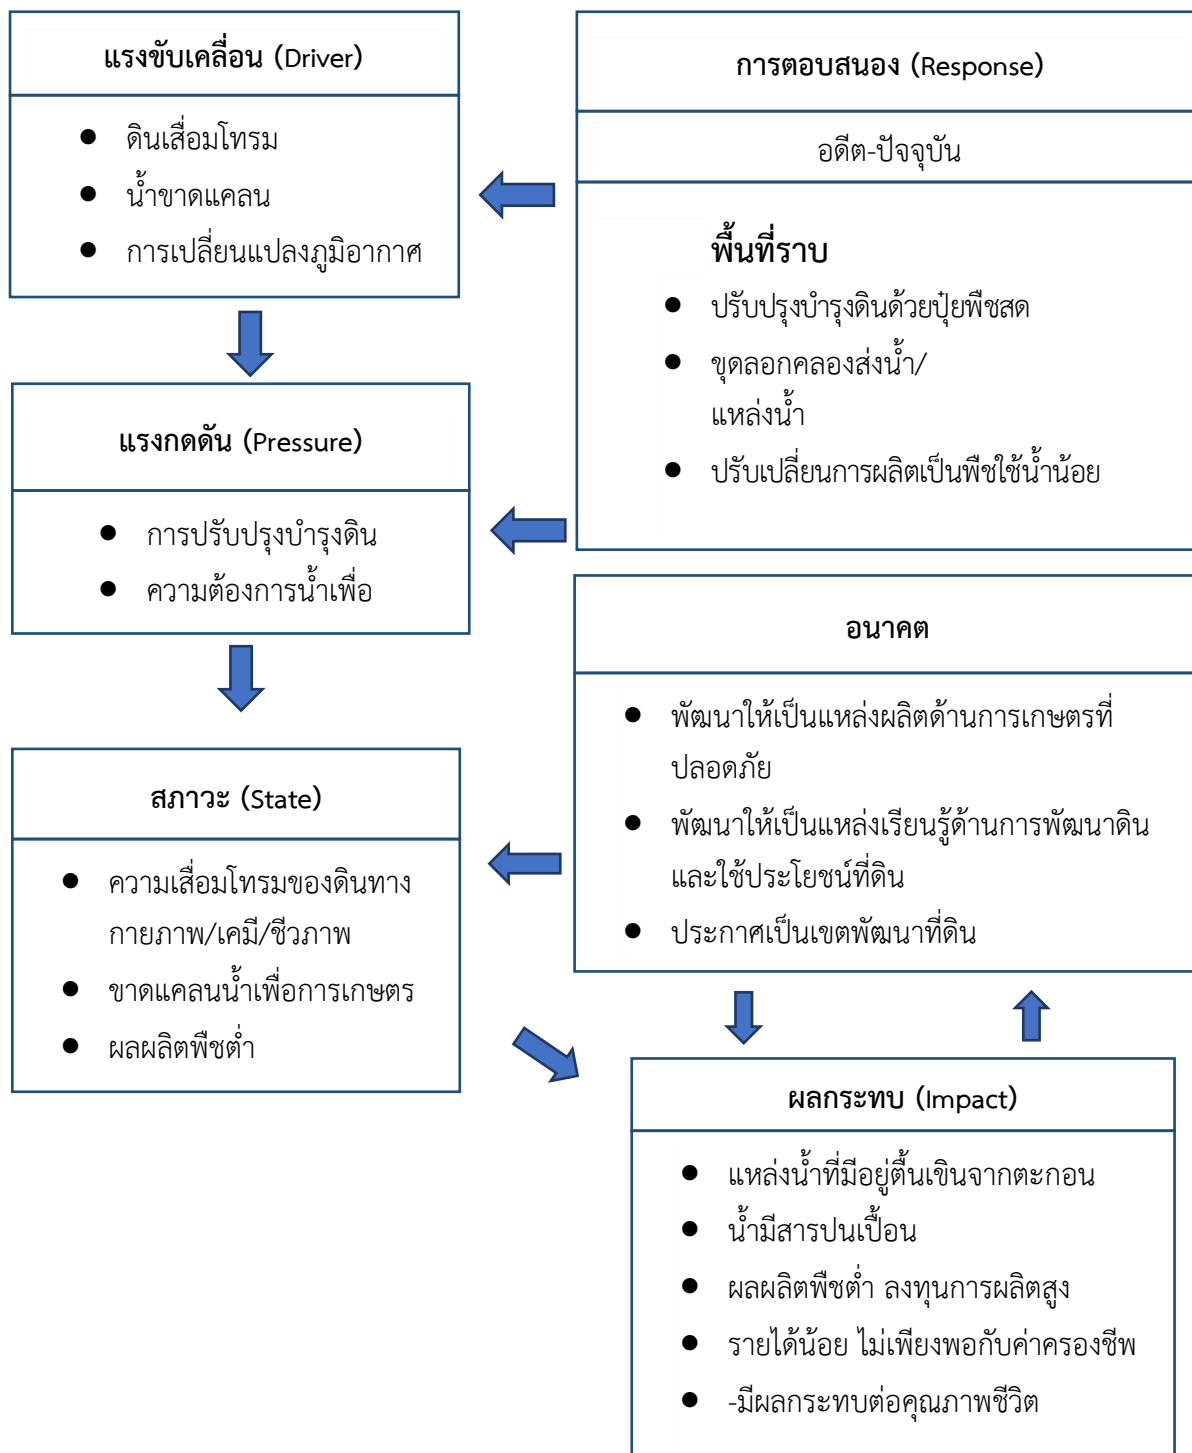 แรงขับเคลื่อน (Driver)
● ดินเสื่อมโทรม
● น้ำขาดแคลน
● การเปลี่ยนแปลงภูมิอากาศ
การตอบสนอง (Response)
อดีต-ปัจจุบัน
พื้นที่ราบ
● ปรับปรุงบำรุงดินด้วยปุ๋ยพืชสด
● ขุดลอกคลองส่งน้ำ/
แหล่งน้ำ
● ปรับเปลี่ยนการผลิตเป็นพืชใช้น้ำน้อย
แรงกดดัน (Pressure)
● การปรับปรุงบำรุงดิน
● ความต้องการน้ำเพื่อ
อนาคต
● พัฒนาให้เป็นแหล่งผลิตด้านการเกษตรที่
ปลอดภัย
● พัฒนาให้เป็นแหล่งเรียนรู้ด้านการพัฒนาดิน
และใช้ประโยชน์ที่ดิน
● ประกาศเป็นเขตพัฒนาที่ดิน
สภาวะ (State)
● ความเสื่อมโทรมของดินทาง
กายภาพ/เคมี/ชีวภาพ
● ขาดแคลนน้ำเพื่อการเกษตร
● ผลผลิตพืชต่ำ
ผลกระทบ (Impact)
● แหล่งน้ำที่มีอยู่ตื้นเขินจากตะกอน
● น้ำมีสารปนเปื้อน
● ผลผลิตพืชต่ำ ลงทุนการผลิตสูง
● รายได้น้อย ไม่เพียงพอกับค่าครองชีพ
● -มีผลกระทบต่อคุณภาพชีวิต